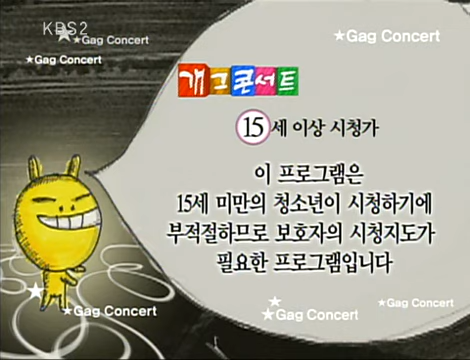 KBS2
★Gag Concert
★Gag Concert
★Gag Concert
개그콘서트
15세 이상 시청가
이 프로그램은
15세 미만의 청소년이 시청하기에
부적절하므로 보호자의 시청지도가
필요한 프로그램입니다
★Gag Concert
★Gag Concert
★Gag Concert